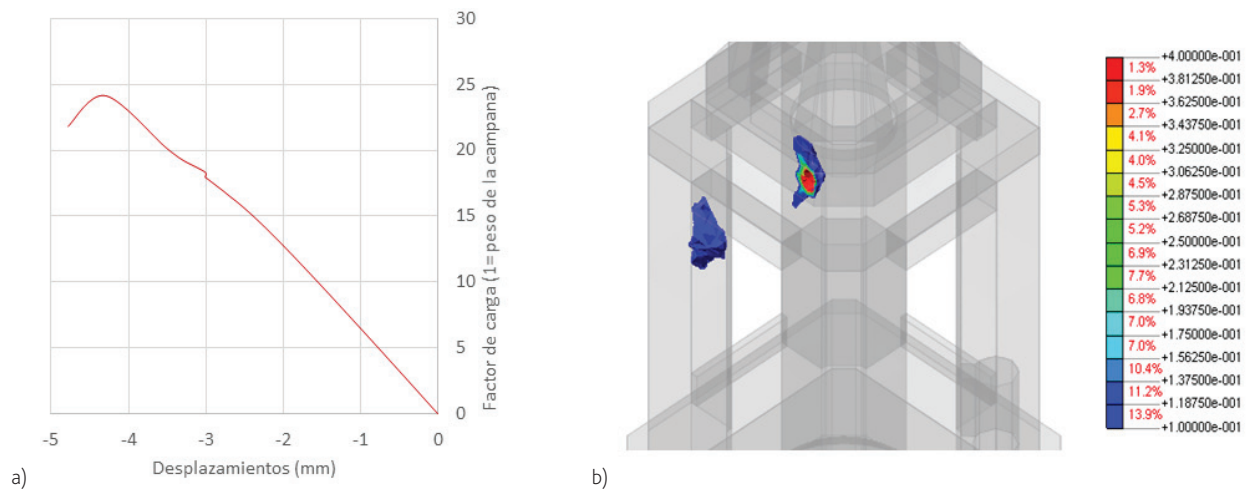 30
25
20
15
10
5
0
Factor de carga (1= peso de la campana)
-5 -4 -3 -2 -1 0
Desplazamientos (mm)
a)
b)
+4.00000e-001
1.3%
+3.81250e-001
1.9%
+3.62500e-001
2.7%
+3.43750e-001
4.1%
+3.25000e-001
4.0%
+3.06250e-001
4.5%
+2.87500e-001
5.3%
+2.68750e-001
5.2%
+2.50000e-001
6.9%
+2.31250e-001
7.7%
+2.12500e-001
6.8%
+1.93750e-001
7.0%
+1.75000e-001
7.0%
+1.56250e-001
10.4%
+1.37500e-001
11.2%
+1.18750e-001
13.9%
+1.00000e-001